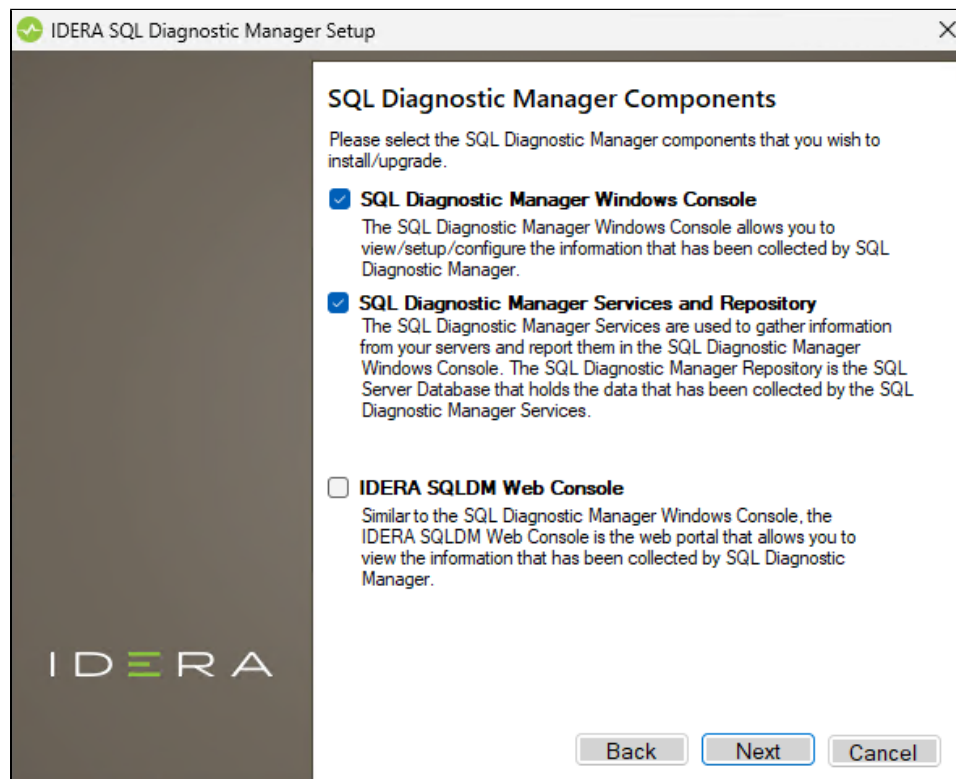 IDERA SQL Diagnostic Manager Setup
SQL Diagnostic Manager Components
Please select the SQL Diagnostic Manager components that you wish to
install/upgrade.
SQL Diagnostic Manager Windows Console
The SQL Diagnostic Manager Windows Console allows you to
view/setup/configure the information that has been collected by SQL
Diagnostic Manager.
SQL Diagnostic Manager Services and Repository
The SQL Diagnostic Manager Services are used to gather information
from your servers and report them in the SQL Diagnostic Manager
Windows Console. The SQL Diagnostic Manager Repository is the SQL
Server Database that holds the data that has been collected by the SQL
Diagnostic Manager Services.
IDERA SQLDM Web Console
Similar to the SQL Diagnostic Manager Windows Console, the
IDERA SQLDM Web Console is the web portal that allows you to
view the information that has been collected by SQL Diagnostic
Manager.
IDERA
Back Next Cancel